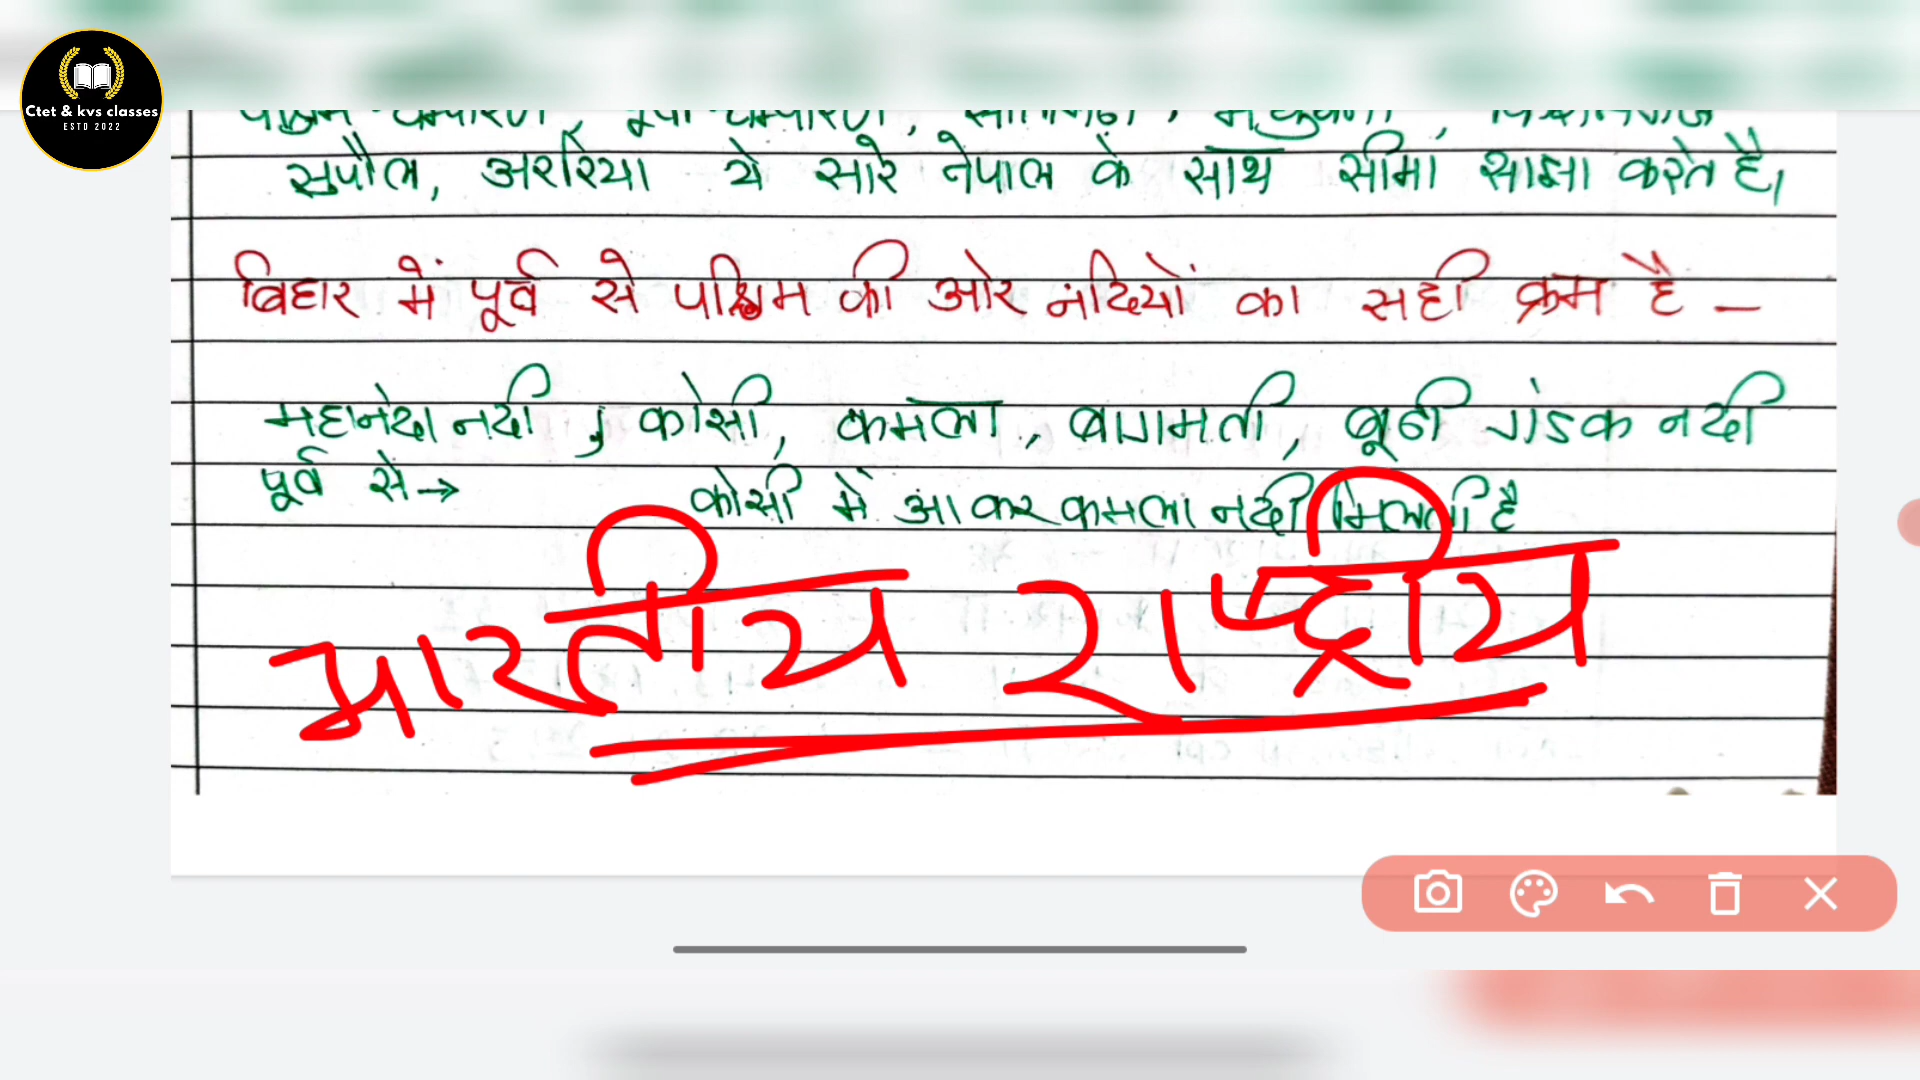 Ctet & kvs classes
ESTD 2022
सुपौल, अररिया ये सारे नेपाल के साथ सीमा साझा करते है।
बिहार में पूर्व से पश्चिम की ओर नदियों का सही क्रम है –
महानंदा नदी, कोसी, कमला, बागमती, बूढी गंडक नदी
पूर्व से→ कोसी में आकर कमला नदी मिलती है
भारतीय राष्ट्रीय